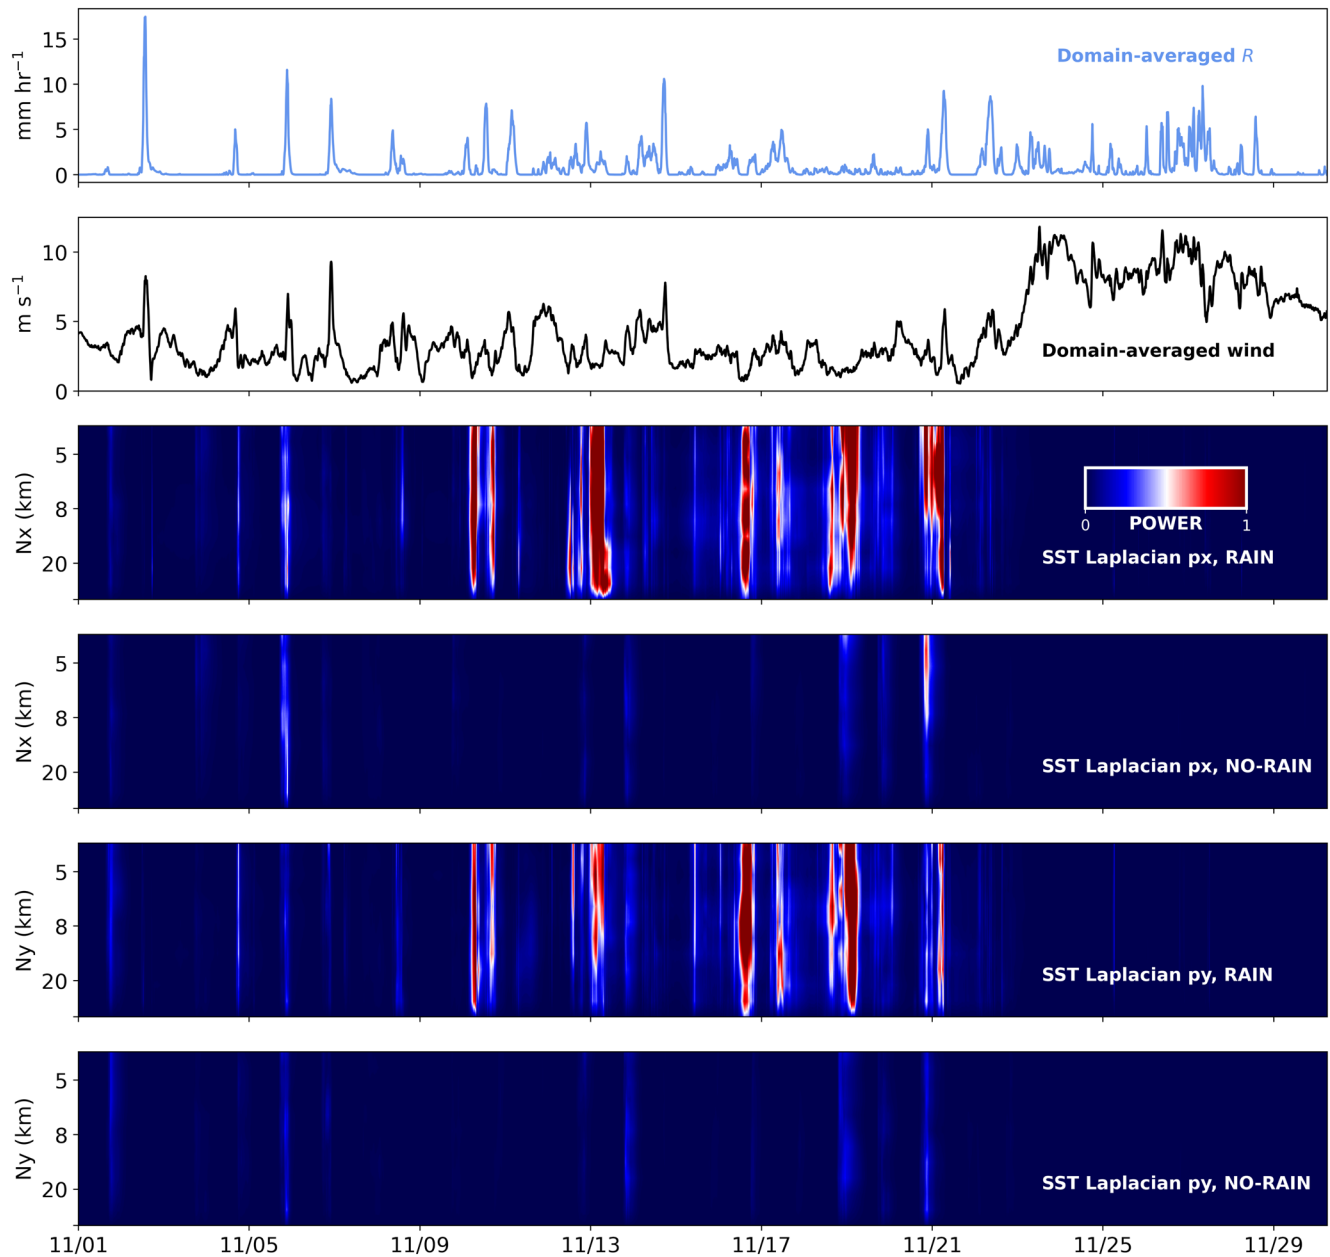 15
10
5
0
mm hr⁻¹
Domain-averaged R
10
5
0
m s⁻¹
Domain-averaged wind
5
8
20
Nx (km)
0 POWER 1
SST Laplacian px, RAIN
5
8
20
Nx (km)
SST Laplacian px, NO-RAIN
5
8
20
Ny (km)
SST Laplacian py, RAIN
5
8
20
Ny (km)
SST Laplacian py, NO-RAIN
11/01 11/05 11/09 11/13 11/17 11/21 11/25 11/29